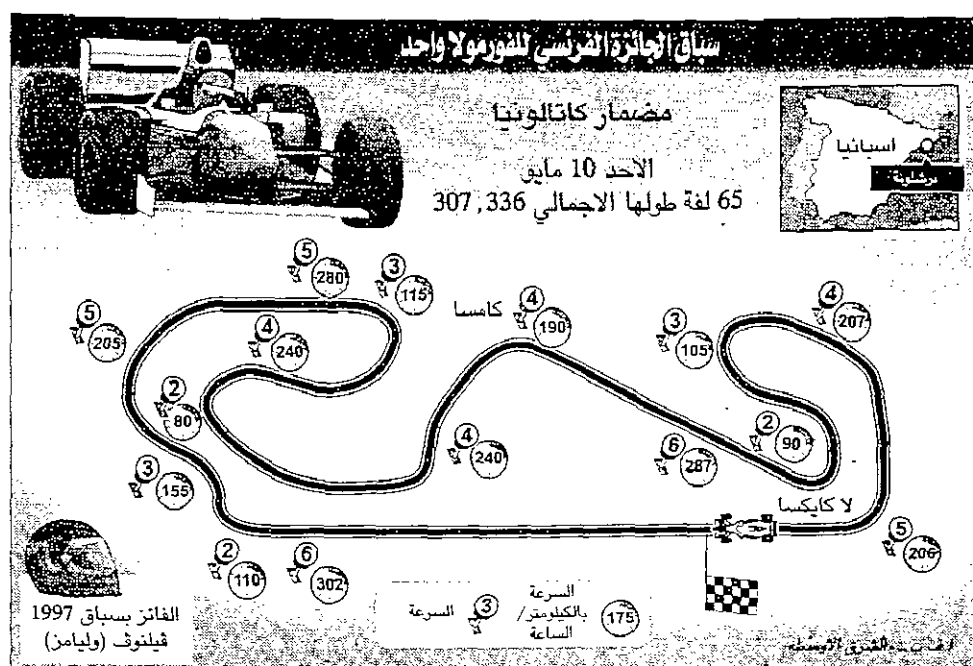 سباق الجائزة الفرنسي للفورمولا واحد
مضمار كاتالونيا
الاحد 10 مايو
65 لفة طولها الاجمالي 307,336
اسبانيا
برشلونة
5
280
3
115
5
205
4
240
2
80
3
155
كامسا
4
190
4
240
3
105
4
207
2
90
6
287
لا كايكسا
5
206
2
110
6
302
السرعة
بالكيلومتر/
الساعة
175
السرعة
3
الفائز بسباق 1997
ڤيلنوڤ (وليامز)
ا ف ب ـ «الشرق الاوسط»